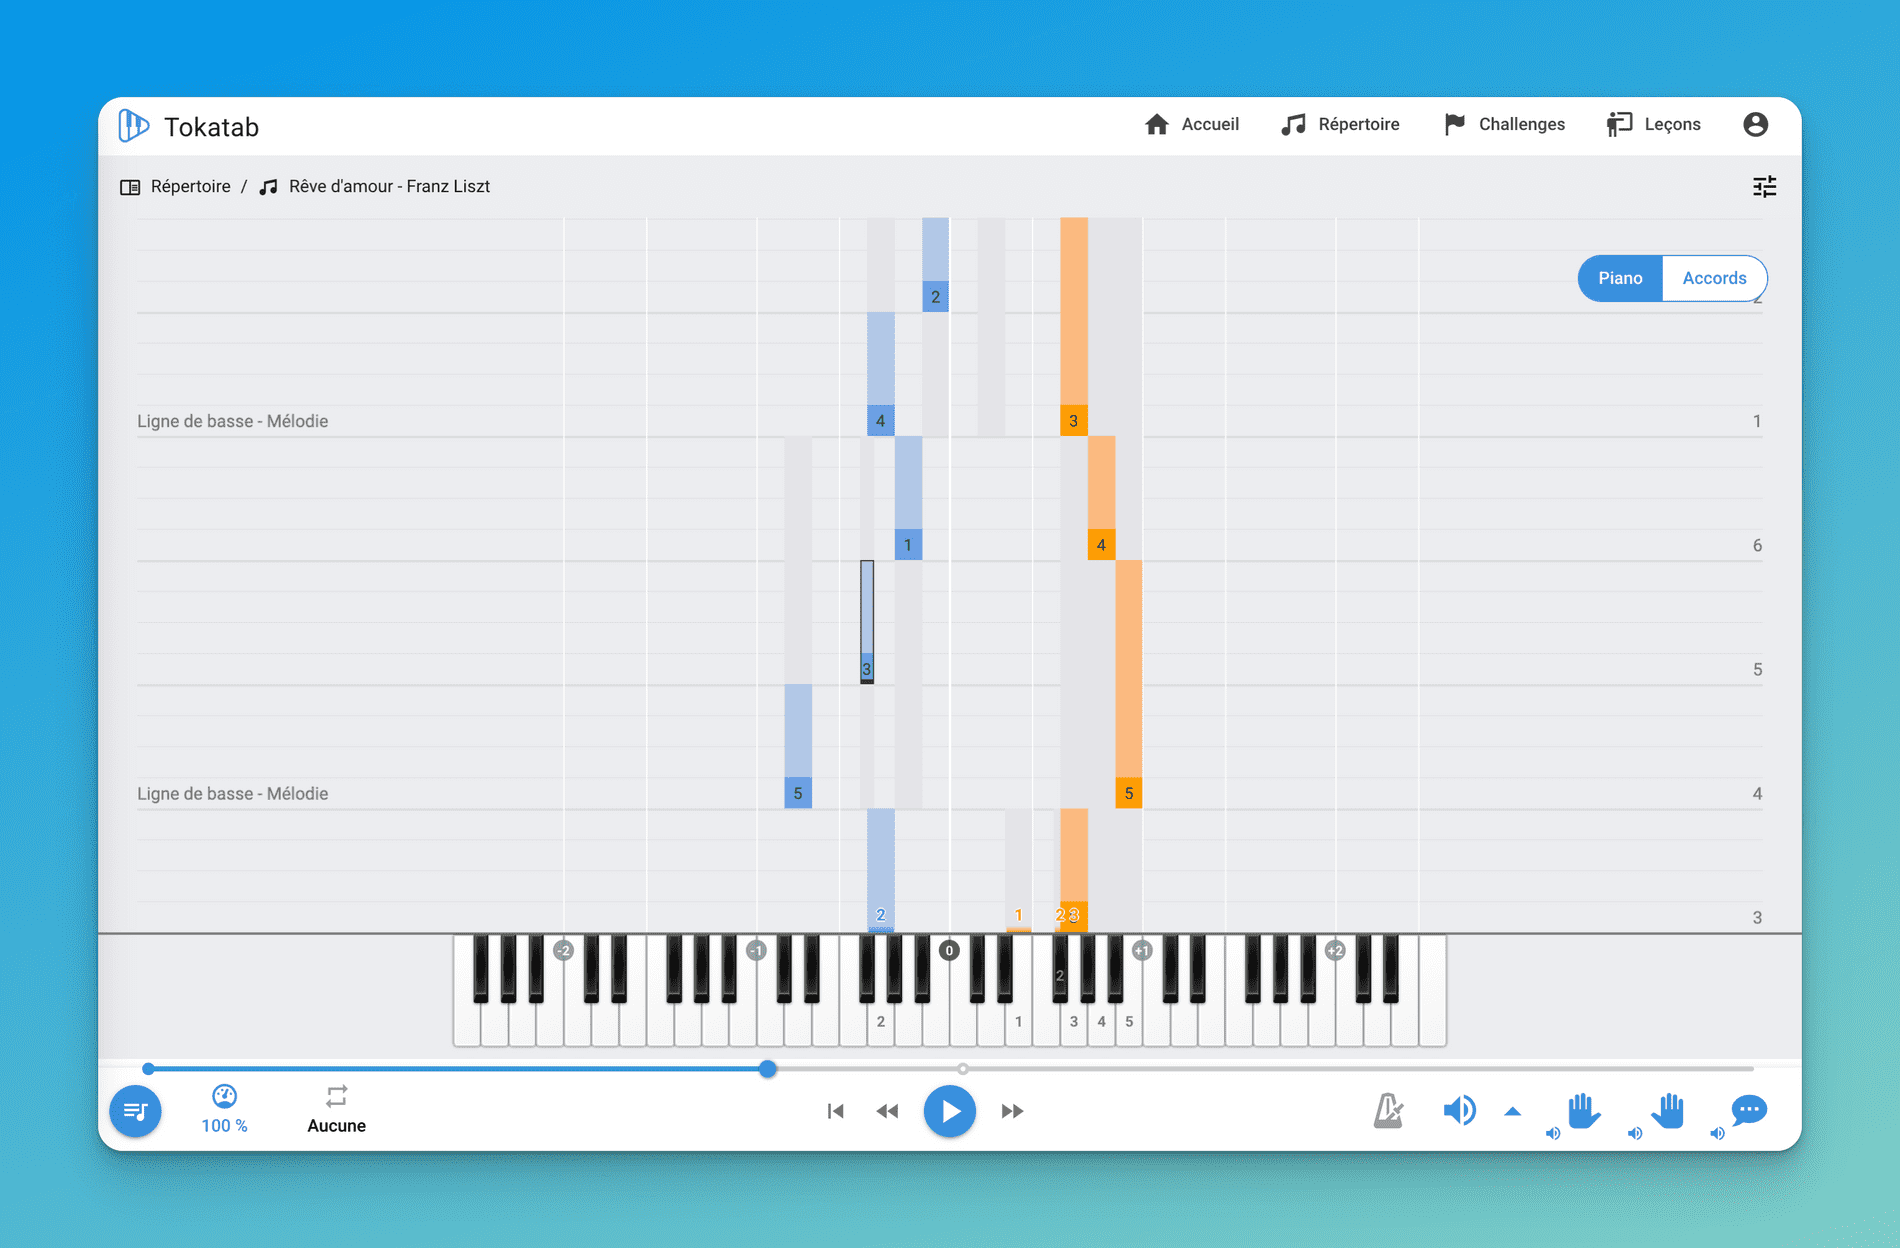 Tokatab
Accueil
Répertoire
Challenges
Leçons
Répertoire / Rêve d'amour - Franz Liszt
Piano
Accords
2
2
Ligne de basse - Mélodie
4
3
1
1
4
6
3
5
Ligne de basse - Mélodie
5
5
4
2
1
2
3
3
-2
-1
0
+1
+2
2
2
1
3
4
5
100 %
Aucune